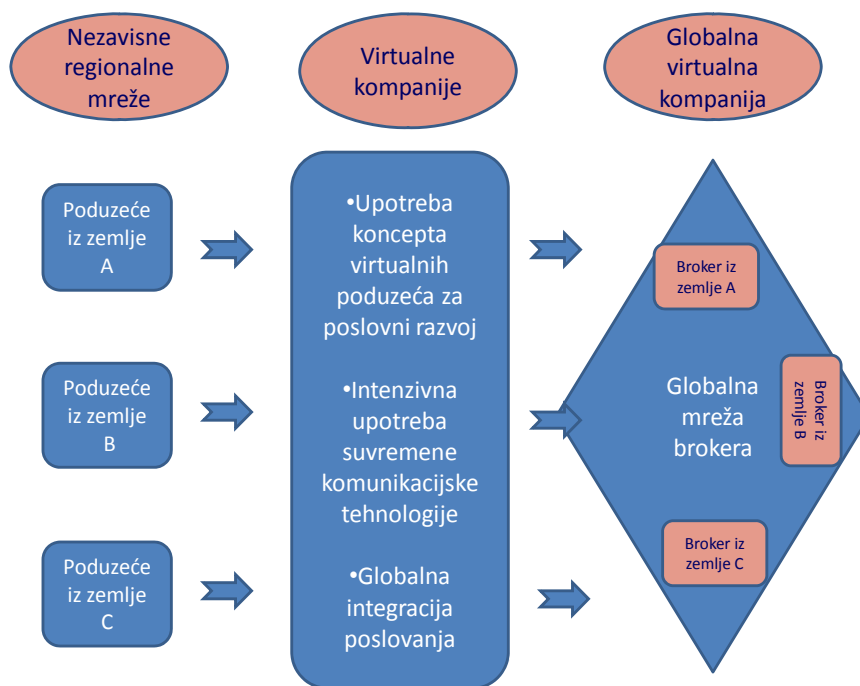 Nezavisne
regionalne
mreže
Virtualne
kompanije
Globalna
virtualna
kompanija
Poduzeće
iz zemlje
A
Poduzeće
iz zemlje
B
Poduzeće
iz zemlje
C
•Upotreba
koncepta
virtualnih
poduzeća za
poslovni razvoj
•Intenzivna
upotreba
suvremene
komunikacijske
tehnologije
•Globalna
integracija
poslovanja
Broker iz
zemlje A
Globalna
mreža
brokera
Broker iz
zemlje B
Broker iz
zemlje C